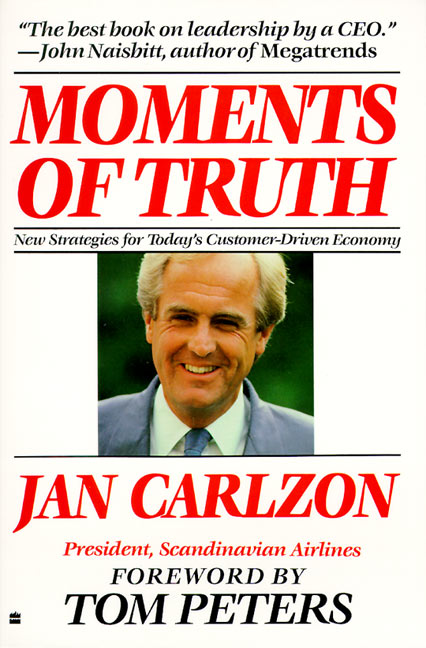 “The best book on leadership by a CEO.”
—John Naisbitt, author of Megatrends
MOMENTS
OF TRUTH
New Strategies for Today's Customer-Driven Economy
JAN CARLZON
President, Scandinavian Airlines
FOREWORD BY
TOM PETERS